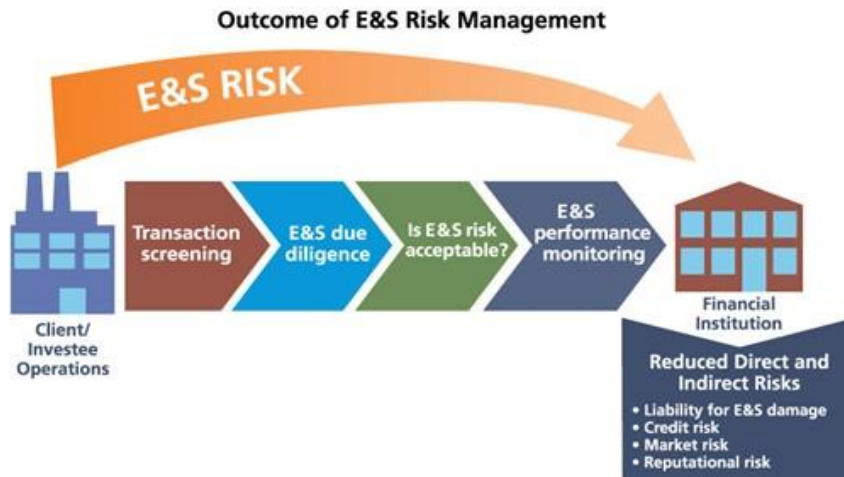 Outcome of E&S Risk Management
E&S RISK
Transaction
screening
E&S due
diligence
Is E&S risk
acceptable?
E&S
performance
monitoring
Client/
Investee
Operations
Financial
Institution
Reduced Direct and
Indirect Risks
• Liability for E&S damage
• Credit risk
• Market risk
• Reputational risk